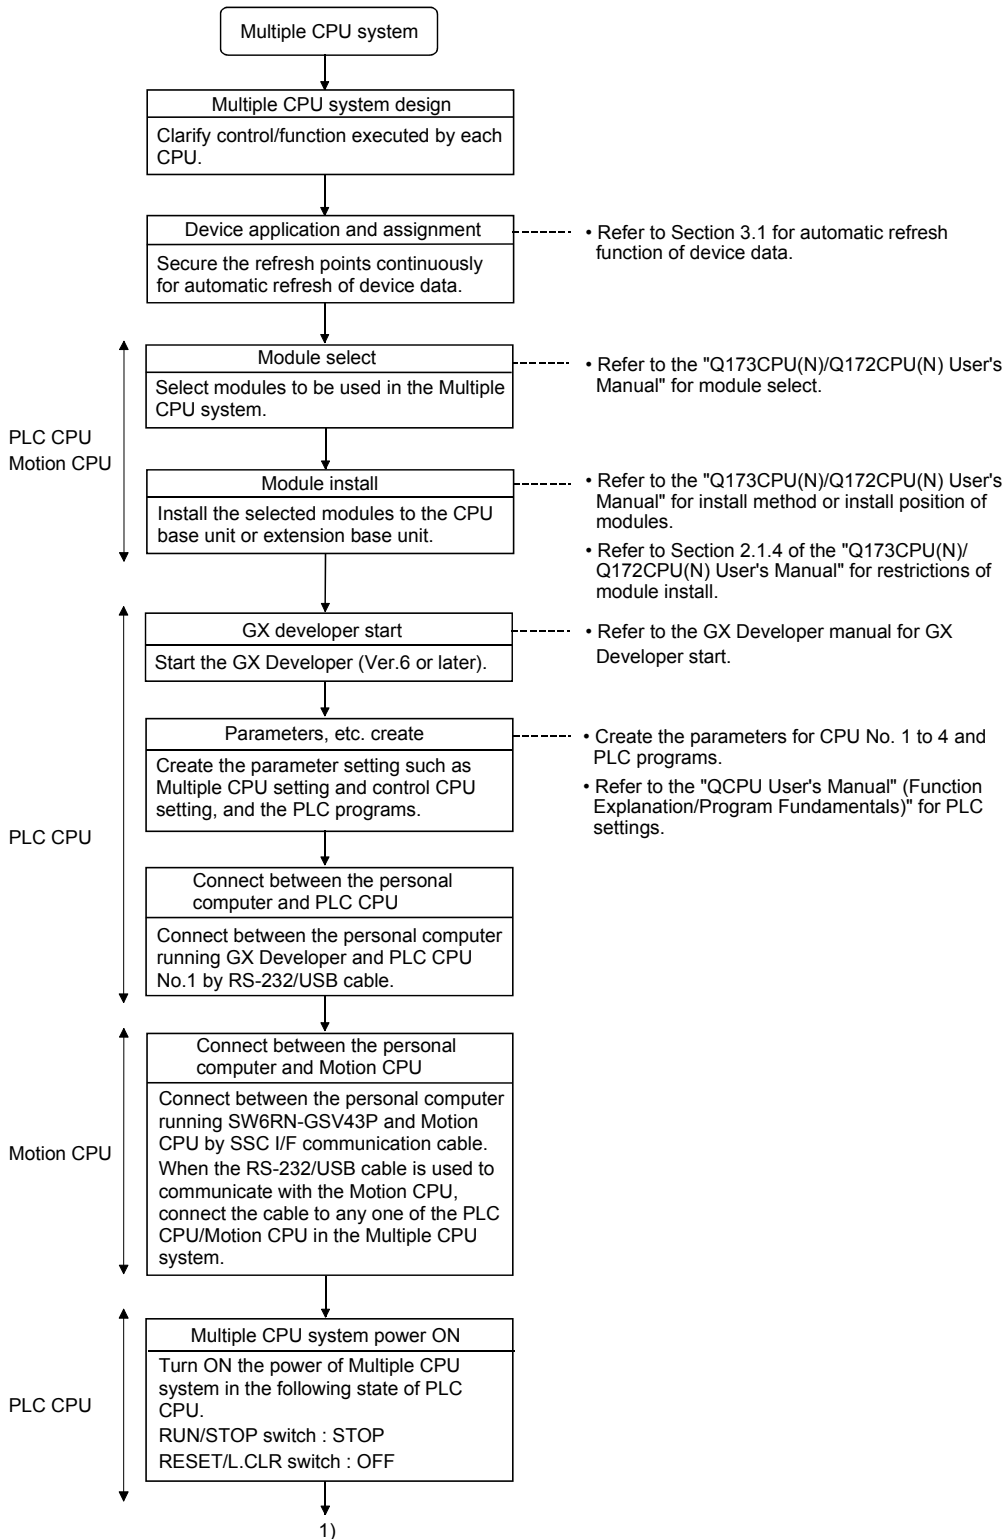 Multiple CPU system
Multiple CPU system design
Clarify control/function executed by each
CPU.
Device application and assignment
Secure the refresh points continuously
for automatic refresh of device data.
• Refer to Section 3.1 for automatic refresh
function of device data.
PLC CPU
Motion CPU
Module select
Select modules to be used in the Multiple
CPU system.
• Refer to the "Q173CPU(N)/Q172CPU(N) User's
Manual" for module select.
Module install
Install the selected modules to the CPU
base unit or extension base unit.
• Refer to the "Q173CPU(N)/Q172CPU(N) User's
Manual" for install method or install position of
modules.
• Refer to Section 2.1.4 of the "Q173CPU(N)/
Q172CPU(N) User's Manual" for restrictions of
module install.
PLC CPU
GX developer start
Start the GX Developer (Ver.6 or later).
• Refer to the GX Developer manual for GX
Developer start.
Parameters, etc. create
Create the parameter setting such as
Multiple CPU setting and control CPU
setting, and the PLC programs.
• Create the parameters for CPU No. 1 to 4 and
PLC programs.
• Refer to the "QCPU User's Manual" (Function
Explanation/Program Fundamentals)" for PLC
settings.
Connect between the personal
computer and PLC CPU
Connect between the personal computer
running GX Developer and PLC CPU
No.1 by RS-232/USB cable.
Motion CPU
Connect between the personal
computer and Motion CPU
Connect between the personal computer
running SW6RN-GSV43P and Motion
CPU by SSC I/F communication cable.
When the RS-232/USB cable is used to
communicate with the Motion CPU,
connect the cable to any one of the PLC
CPU/Motion CPU in the Multiple CPU
system.
PLC CPU
Multiple CPU system power ON
Turn ON the power of Multiple CPU
system in the following state of PLC
CPU.
RUN/STOP switch : STOP
RESET/L.CLR switch : OFF
1)